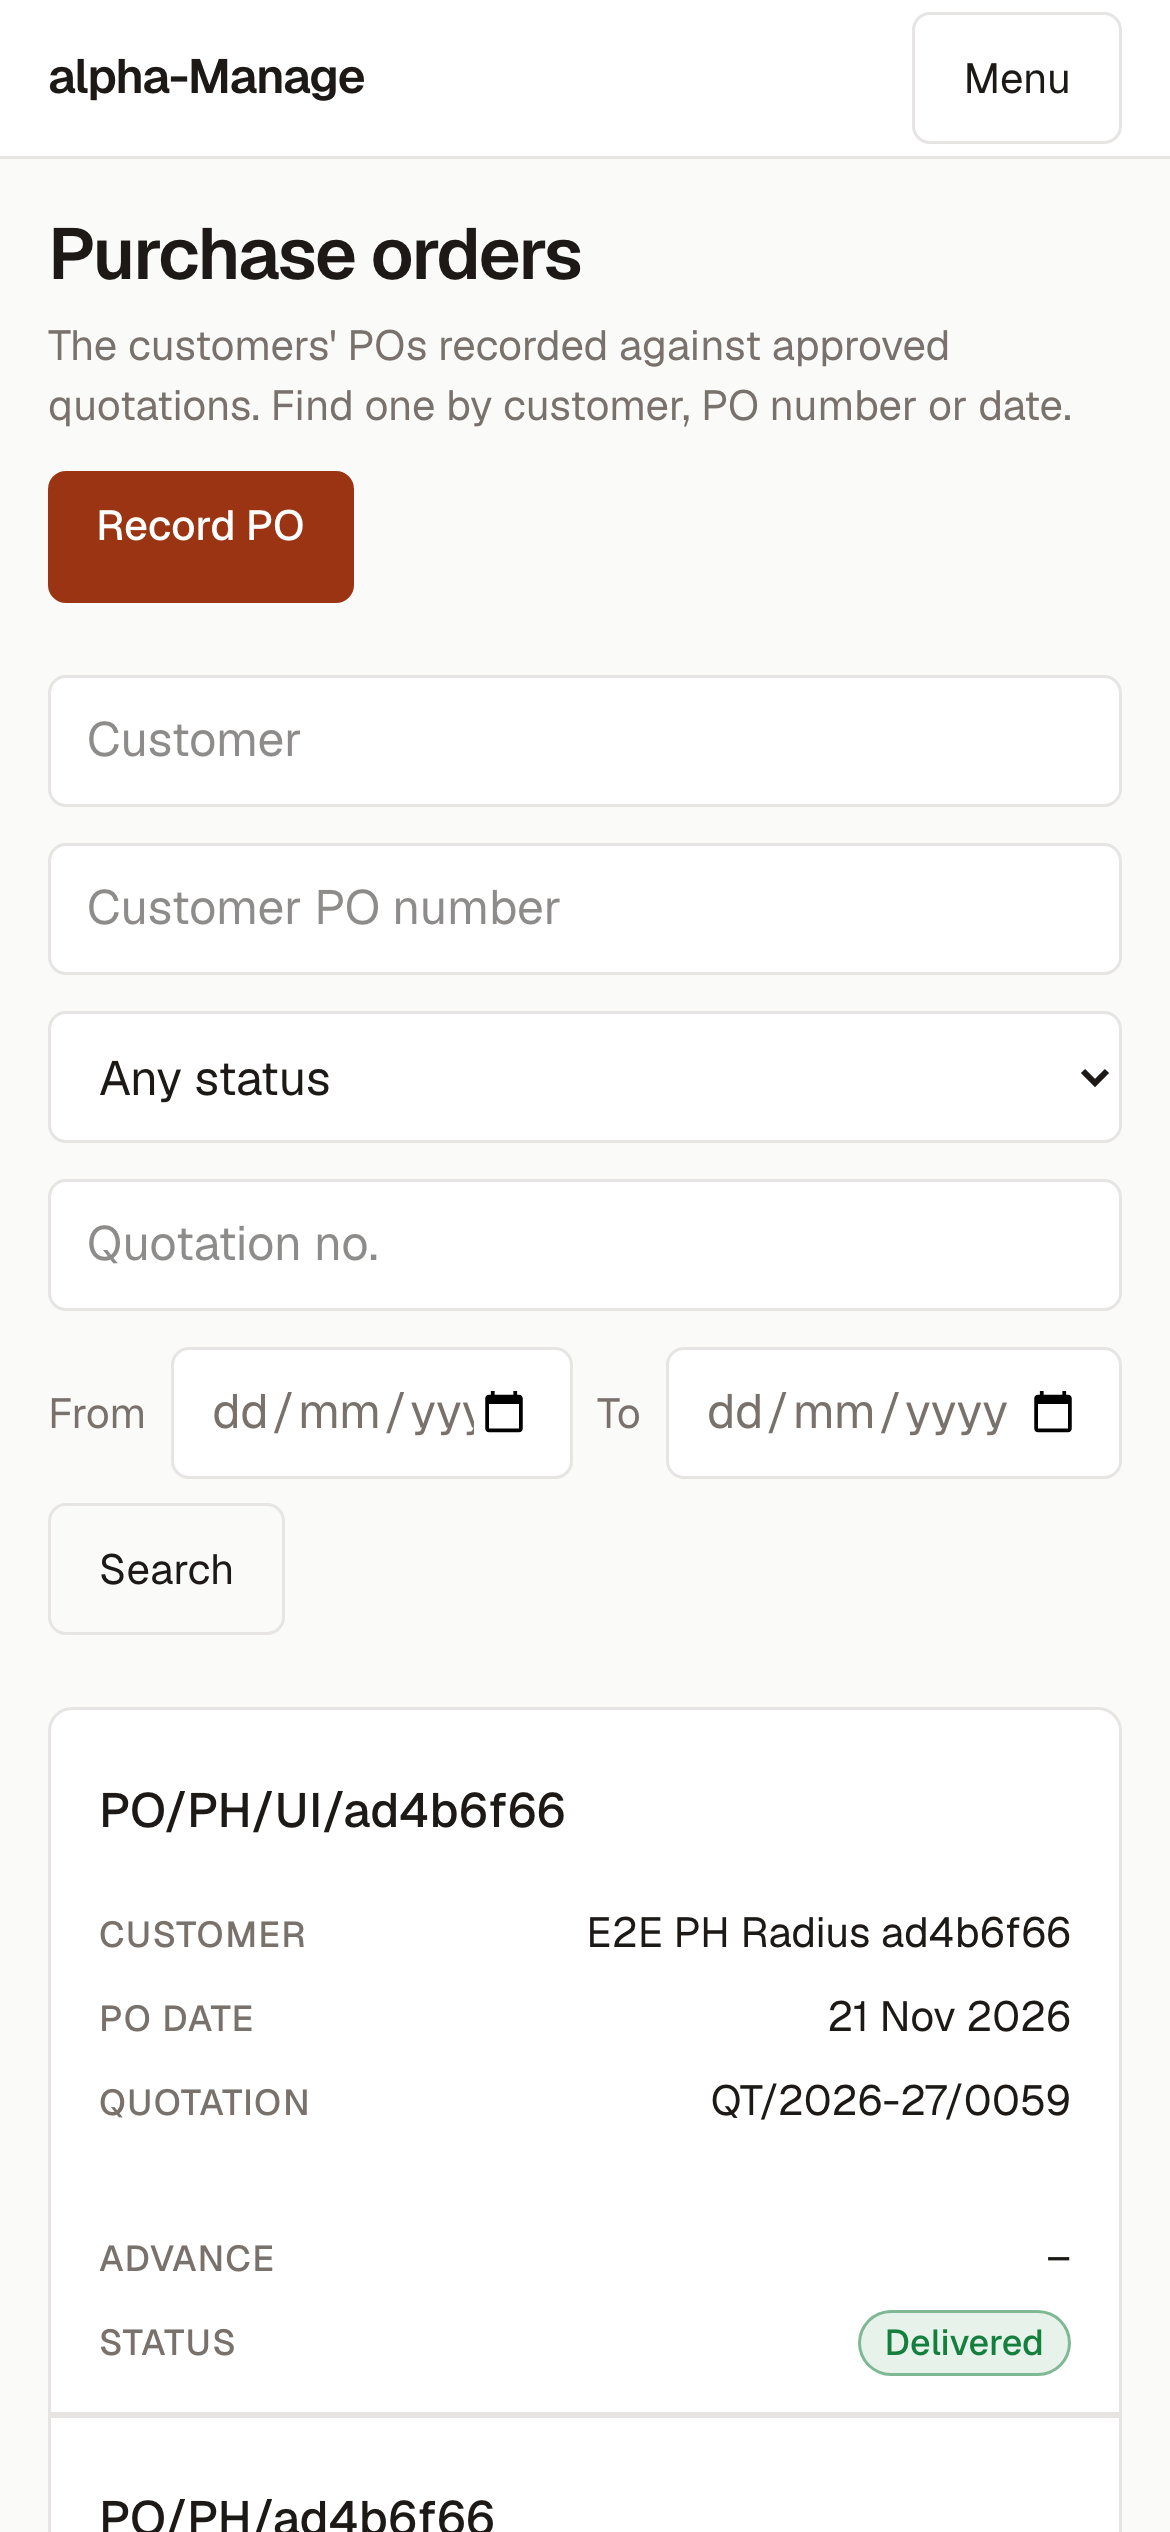 alpha-Manage
Menu
Purchase orders
The customers' POs recorded against approved
quotations. Find one by customer, PO number or date.
Record PO
Customer
Customer PO number
Any status
Quotation no.
From dd/mm/yyy To dd/mm/yyyy
Search
PO/PH/UI/ad4b6f66
CUSTOMER E2E PH Radius ad4b6f66
PO DATE 21 Nov 2026
QUOTATION QT/2026-27/0059
ADVANCE –
STATUS Delivered
PO/PH/ad4b6f66